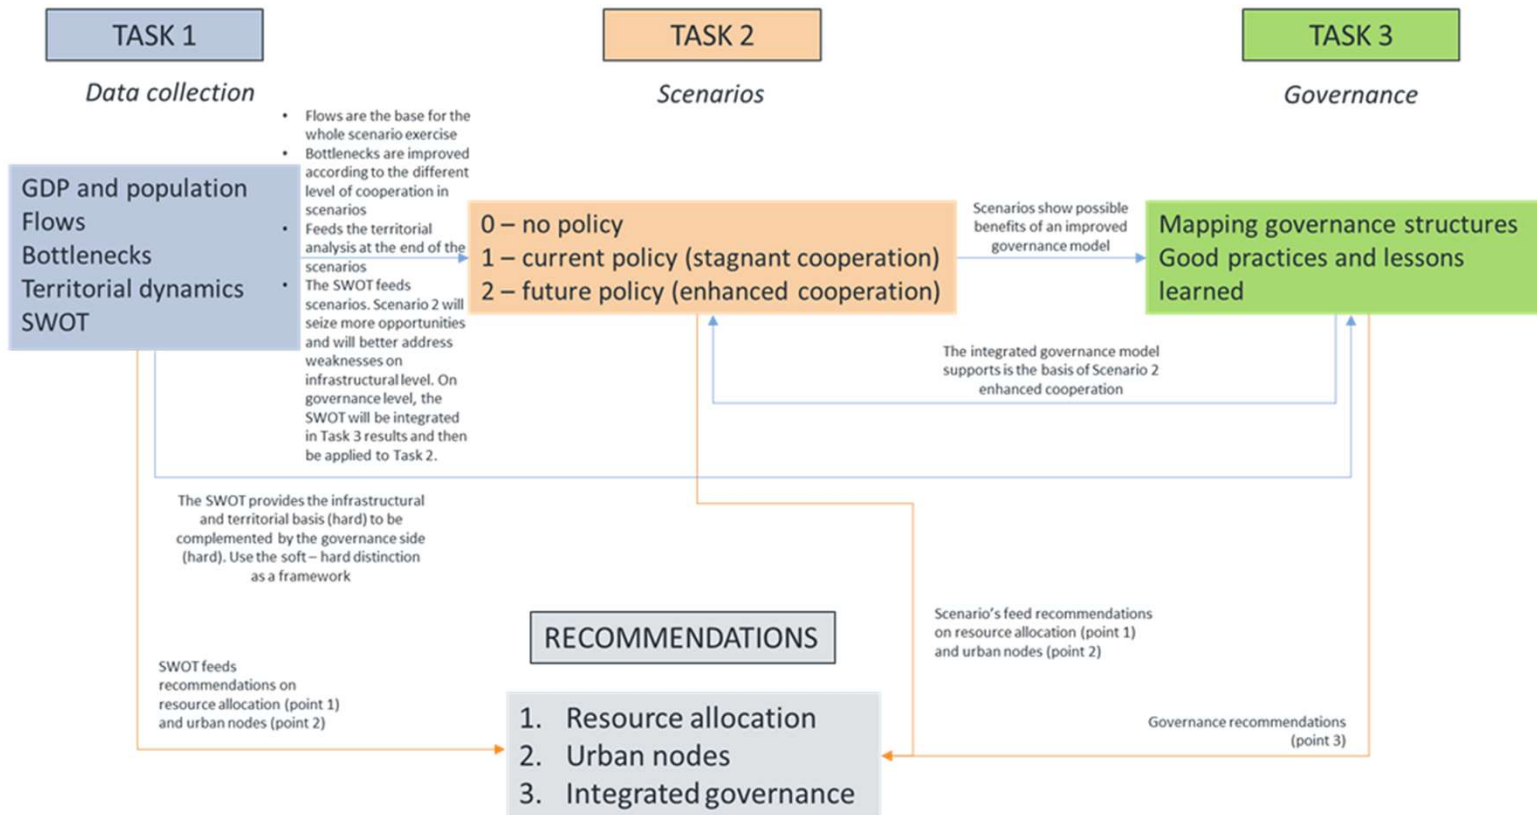 TASK 1
Data collection
GDP and population
Flows
Bottlenecks
Territorial dynamics
SWOT
• Flows are the base for the
whole scenario exercise
• Bottlenecks are improved
according to the different
level of cooperation in
scenarios
• Feeds the territorial
analysis at the end of the
scenarios
• The SWOT feeds
scenarios. Scenario 2 will
seize more opportunities
and will better address
weaknesses on
infrastructural level. On
governance level, the
SWOT will be integrated
in Task 3 results and then
be applied to Task 2.
TASK 2
Scenarios
0 – no policy
1 – current policy (stagnant cooperation)
2 – future policy (enhanced cooperation)
Scenarios show possible
benefits of an improved
governance model
TASK 3
Governance
Mapping governance structures
Good practices and lessons
learned
The integrated governance model
supports is the basis of Scenario 2
enhanced cooperation
The SWOT provides the infrastructural
and territorial basis (hard) to be
complemented by the governance side
(hard). Use the soft – hard distinction
as a framework
SWOT feeds
recommendations on
resource allocation (point 1)
and urban nodes (point 2)
RECOMMENDATIONS
1. Resource allocation
2. Urban nodes
3. Integrated governance
Scenario's feed recommendations
on resource allocation (point 1)
and urban nodes (point 2)
Governance recommendations
(point 3)